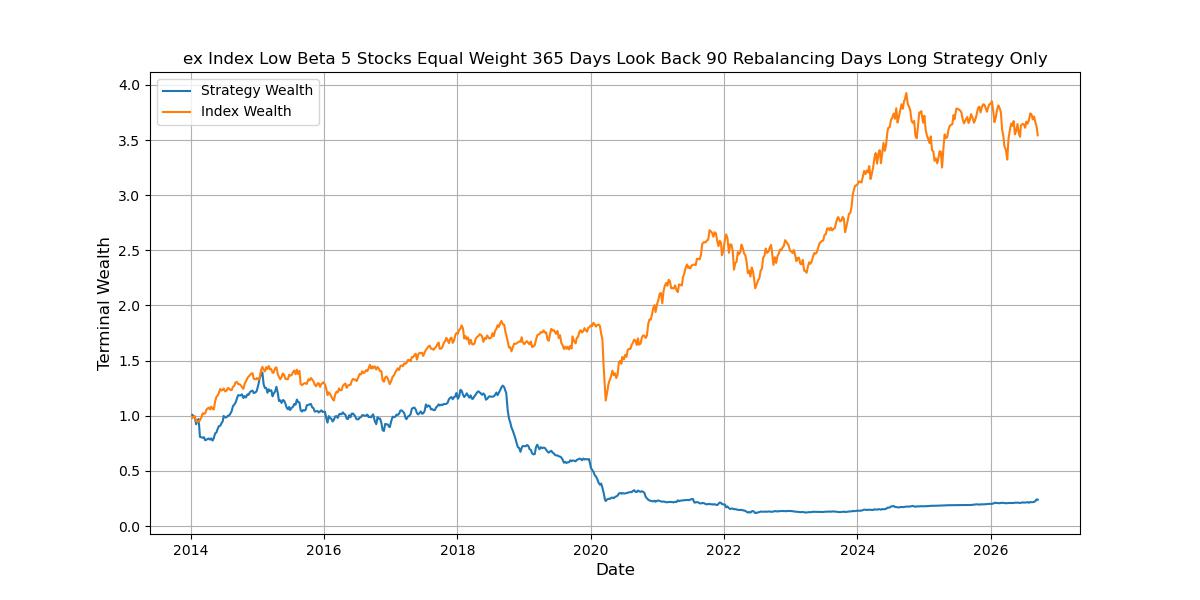 ex Index Low Beta 5 Stocks Equal Weight 365 Days Look Back 90 Rebalancing Days Long Strategy Only
Strategy Wealth
Index Wealth
Terminal Wealth
4.0
3.5
3.0
2.5
2.0
1.5
1.0
0.5
0.0
2014 2016 2018 2020 2022 2024 2026
Date